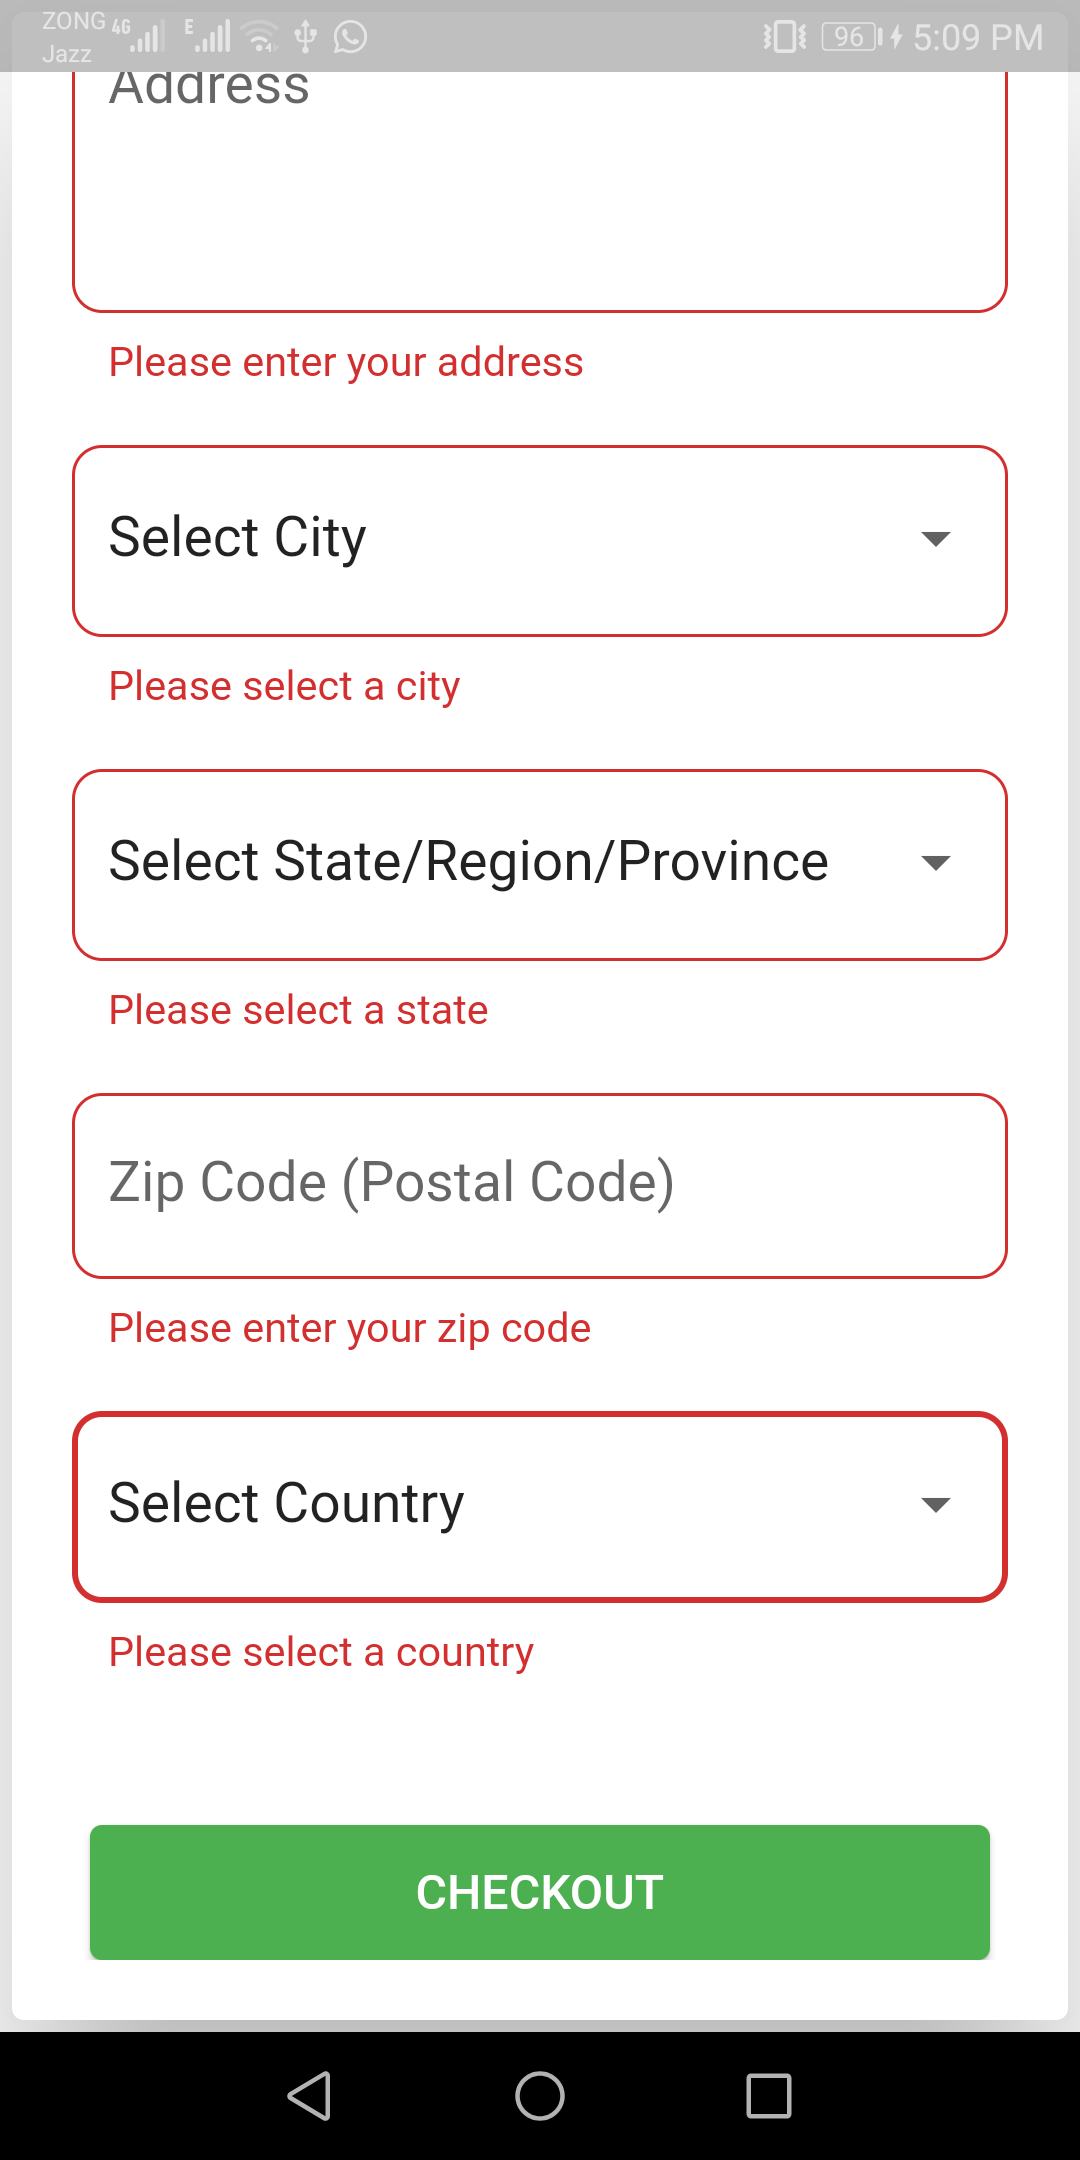 ZONG 4G E 96 5:09 PM
Jazz
Address
Please enter your address
Select City
Please select a city
Select State/Region/Province
Please select a state
Zip Code (Postal Code)
Please enter your zip code
Select Country
Please select a country
CHECKOUT